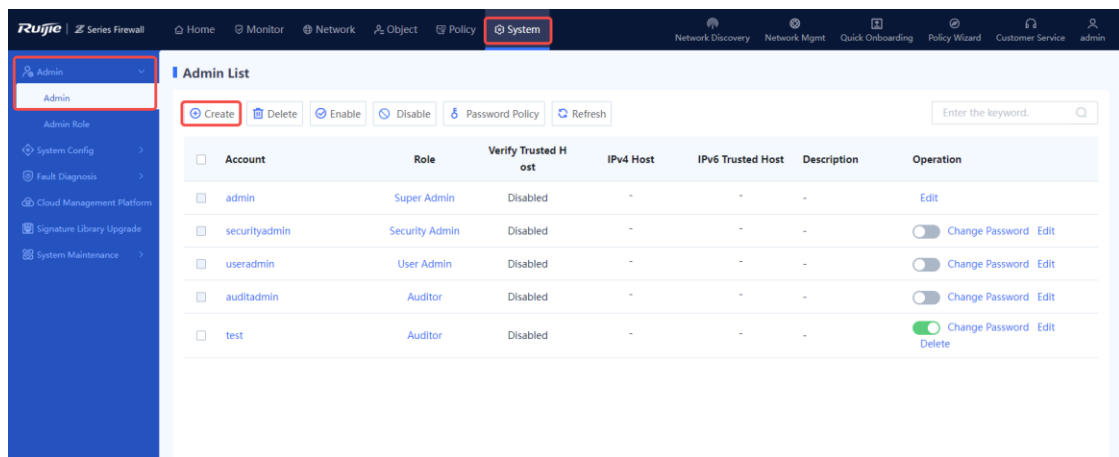 Ruijie | Z Series Firewall
Home Monitor Network Object Policy System
Network Discovery Network Mgmt Quick Onboarding Policy Wizard Customer Service admin
Admin
Admin
Admin Role
System Config
Fault Diagnosis
Cloud Management Platform
Signature Library Upgrade
System Maintenance
Admin List
Create Delete Enable Disable Password Policy Refresh Enter the keyword.
Account Role Verify Trusted H IPv4 Host IPv6 Trusted Host Description Operation
ost
admin Super Admin Disabled - - - Edit
securityadmin Security Admin Disabled - - - Change Password Edit
useradmin User Admin Disabled - - - Change Password Edit
auditadmin Auditor Disabled - - - Change Password Edit
test Auditor Disabled - - - Change Password Edit
Delete